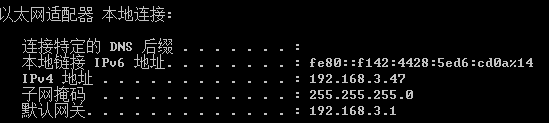 以太网适配器 本地连接:
连接特定的 DNS 后缀 . . . . . . . :
本地链接 IPv6 地址. . . . . . . . : fe80::f142:4428:5ed6:cd0a%14
IPv4 地址 . . . . . . . . . . . . : 192.168.3.47
子网掩码 . . . . . . . . . . . . : 255.255.255.0
默认网关. . . . . . . . . . . . . : 192.168.3.1